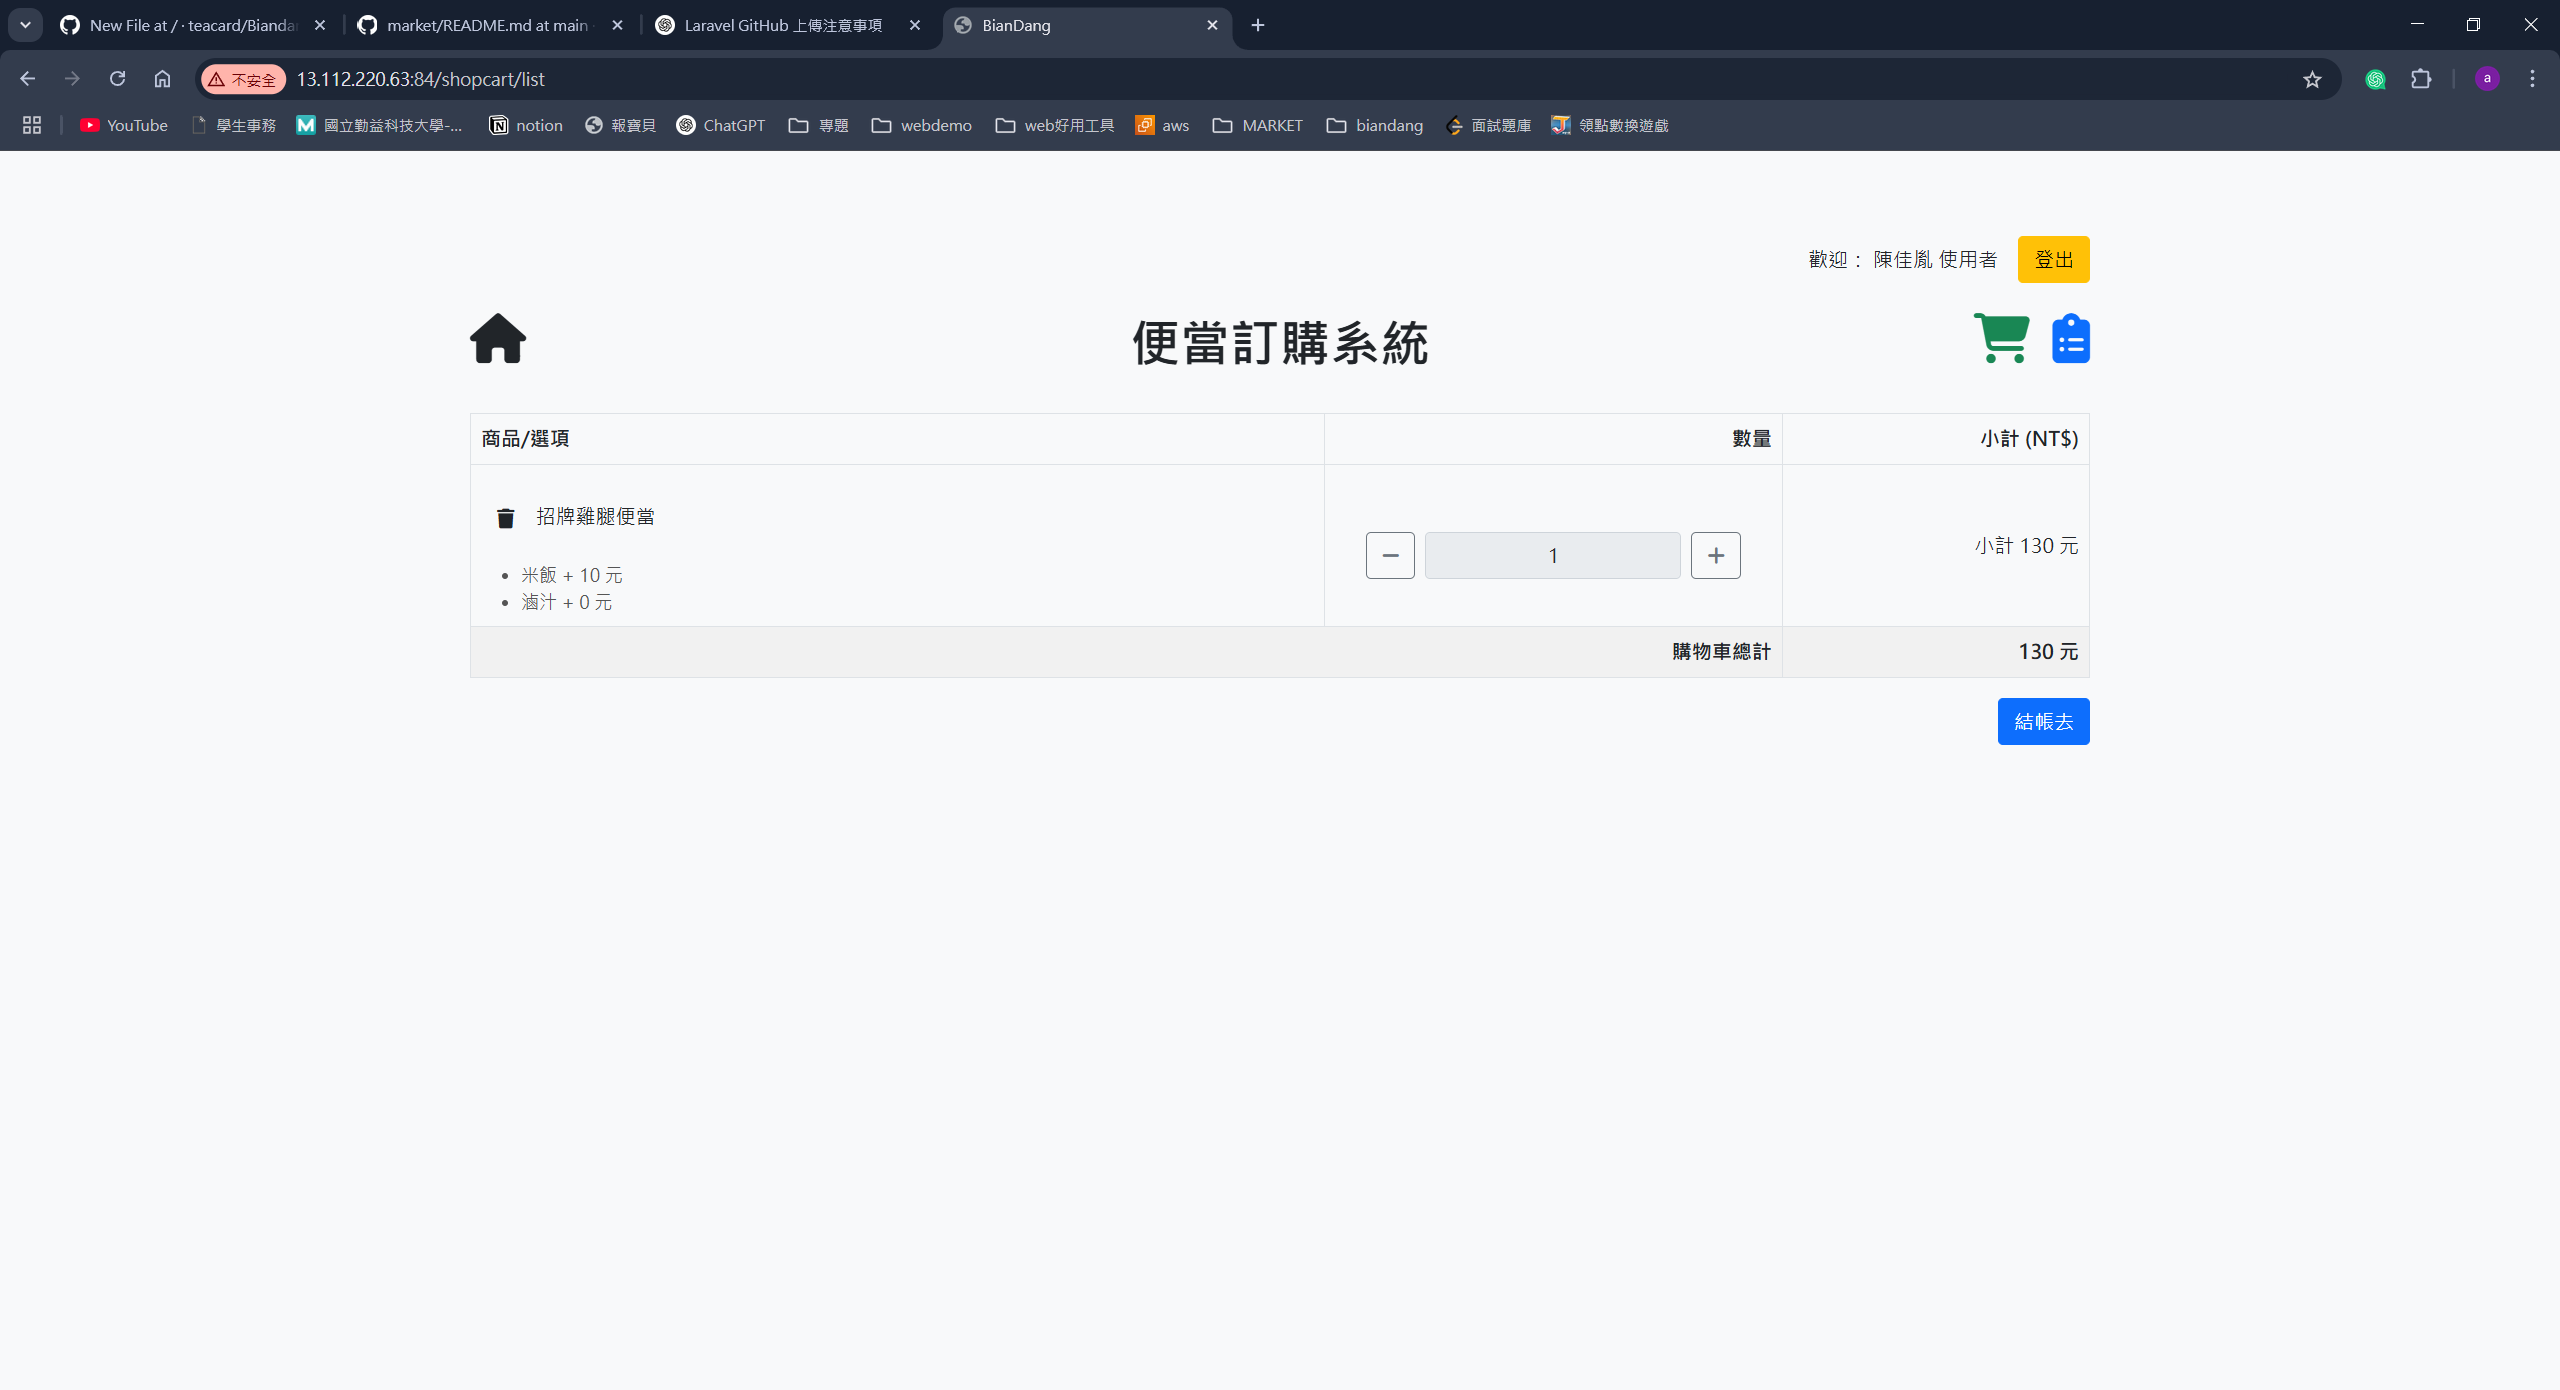 New File at / · teacard/Bianda
market/README.md at main
Laravel GitHub 上傳注意事項
BianDang
不安全
13.112.220.63:84/shopcart/list
a
YouTube
學生事務
國立勤益科技大學-...
notion
報寶貝
ChatGPT
專題
webdemo
web好用工具
aws
MARKET
biandang
面試題庫
領點數換遊戲
歡迎： 陳佳胤 使用者
登出
便當訂購系統
商品/選項
數量
小計 (NT$)
招牌雞腿便當
米飯 + 10 元
滷汁 + 0 元
1
小計 130 元
購物車總計
130 元
結帳去